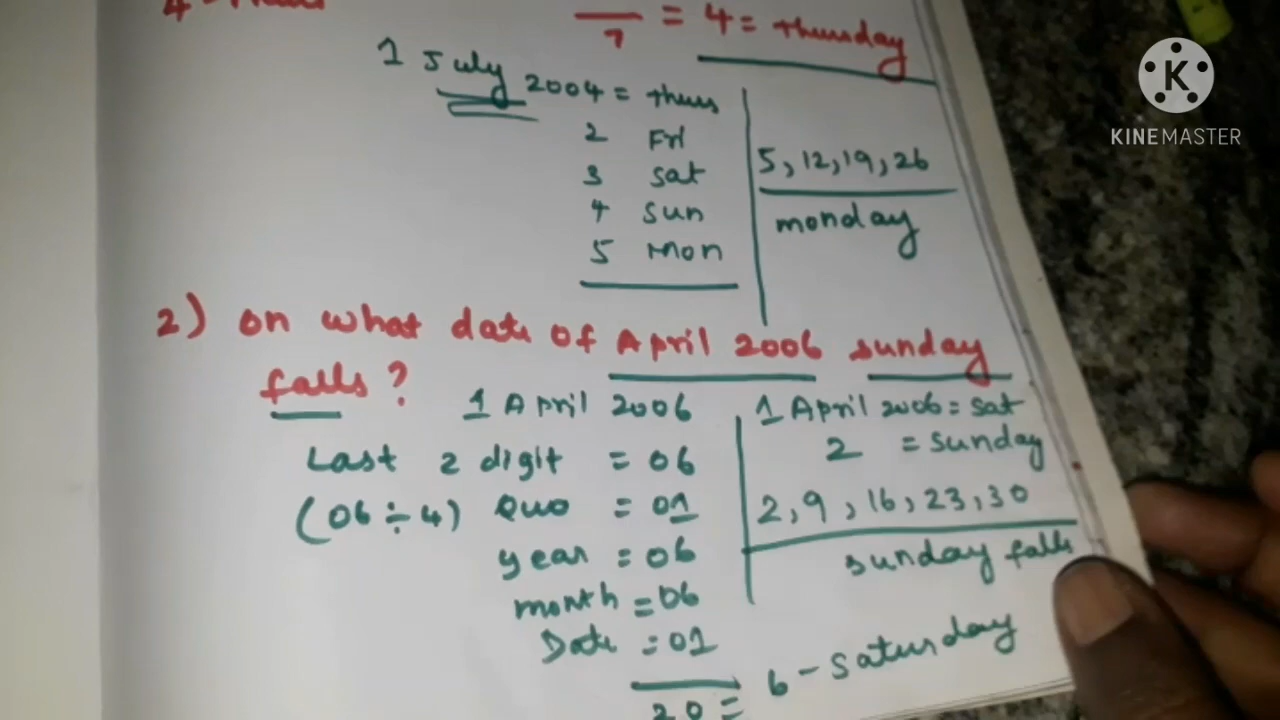 7 = 4 = thursday
1 July 2004 = thurs
2 Fri
3 sat
4 sun
5 mon
5, 12, 19, 26
monday
KINEMASTER
2) on what date of April 2006 sunday
falls?
1 April 2006
Last 2 digit = 06
(06 ÷ 4) Quo = 01
year = 06
month = 06
Date = 01
20 = 6 - saturday
1 April 2006 = sat
2 = sunday
2, 9, 16, 23, 30
sunday falls